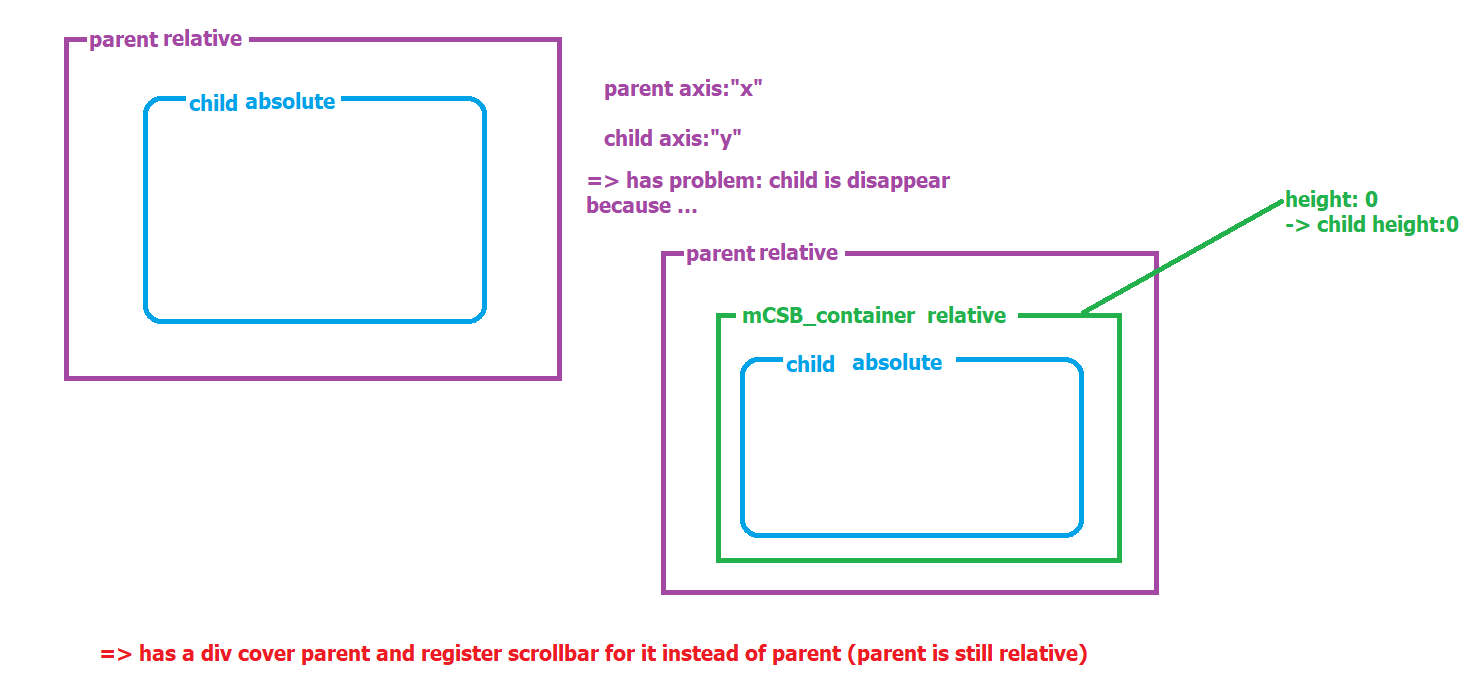 parent relative
child absolute
parent axis:"x"
child axis:"y"
=> has problem: child is disappear
because ...
height: 0
-> child height:0
parent relative
mCSB_container relative
child absolute
=> has a div cover parent and register scrollbar for it instead of parent (parent is still relative)